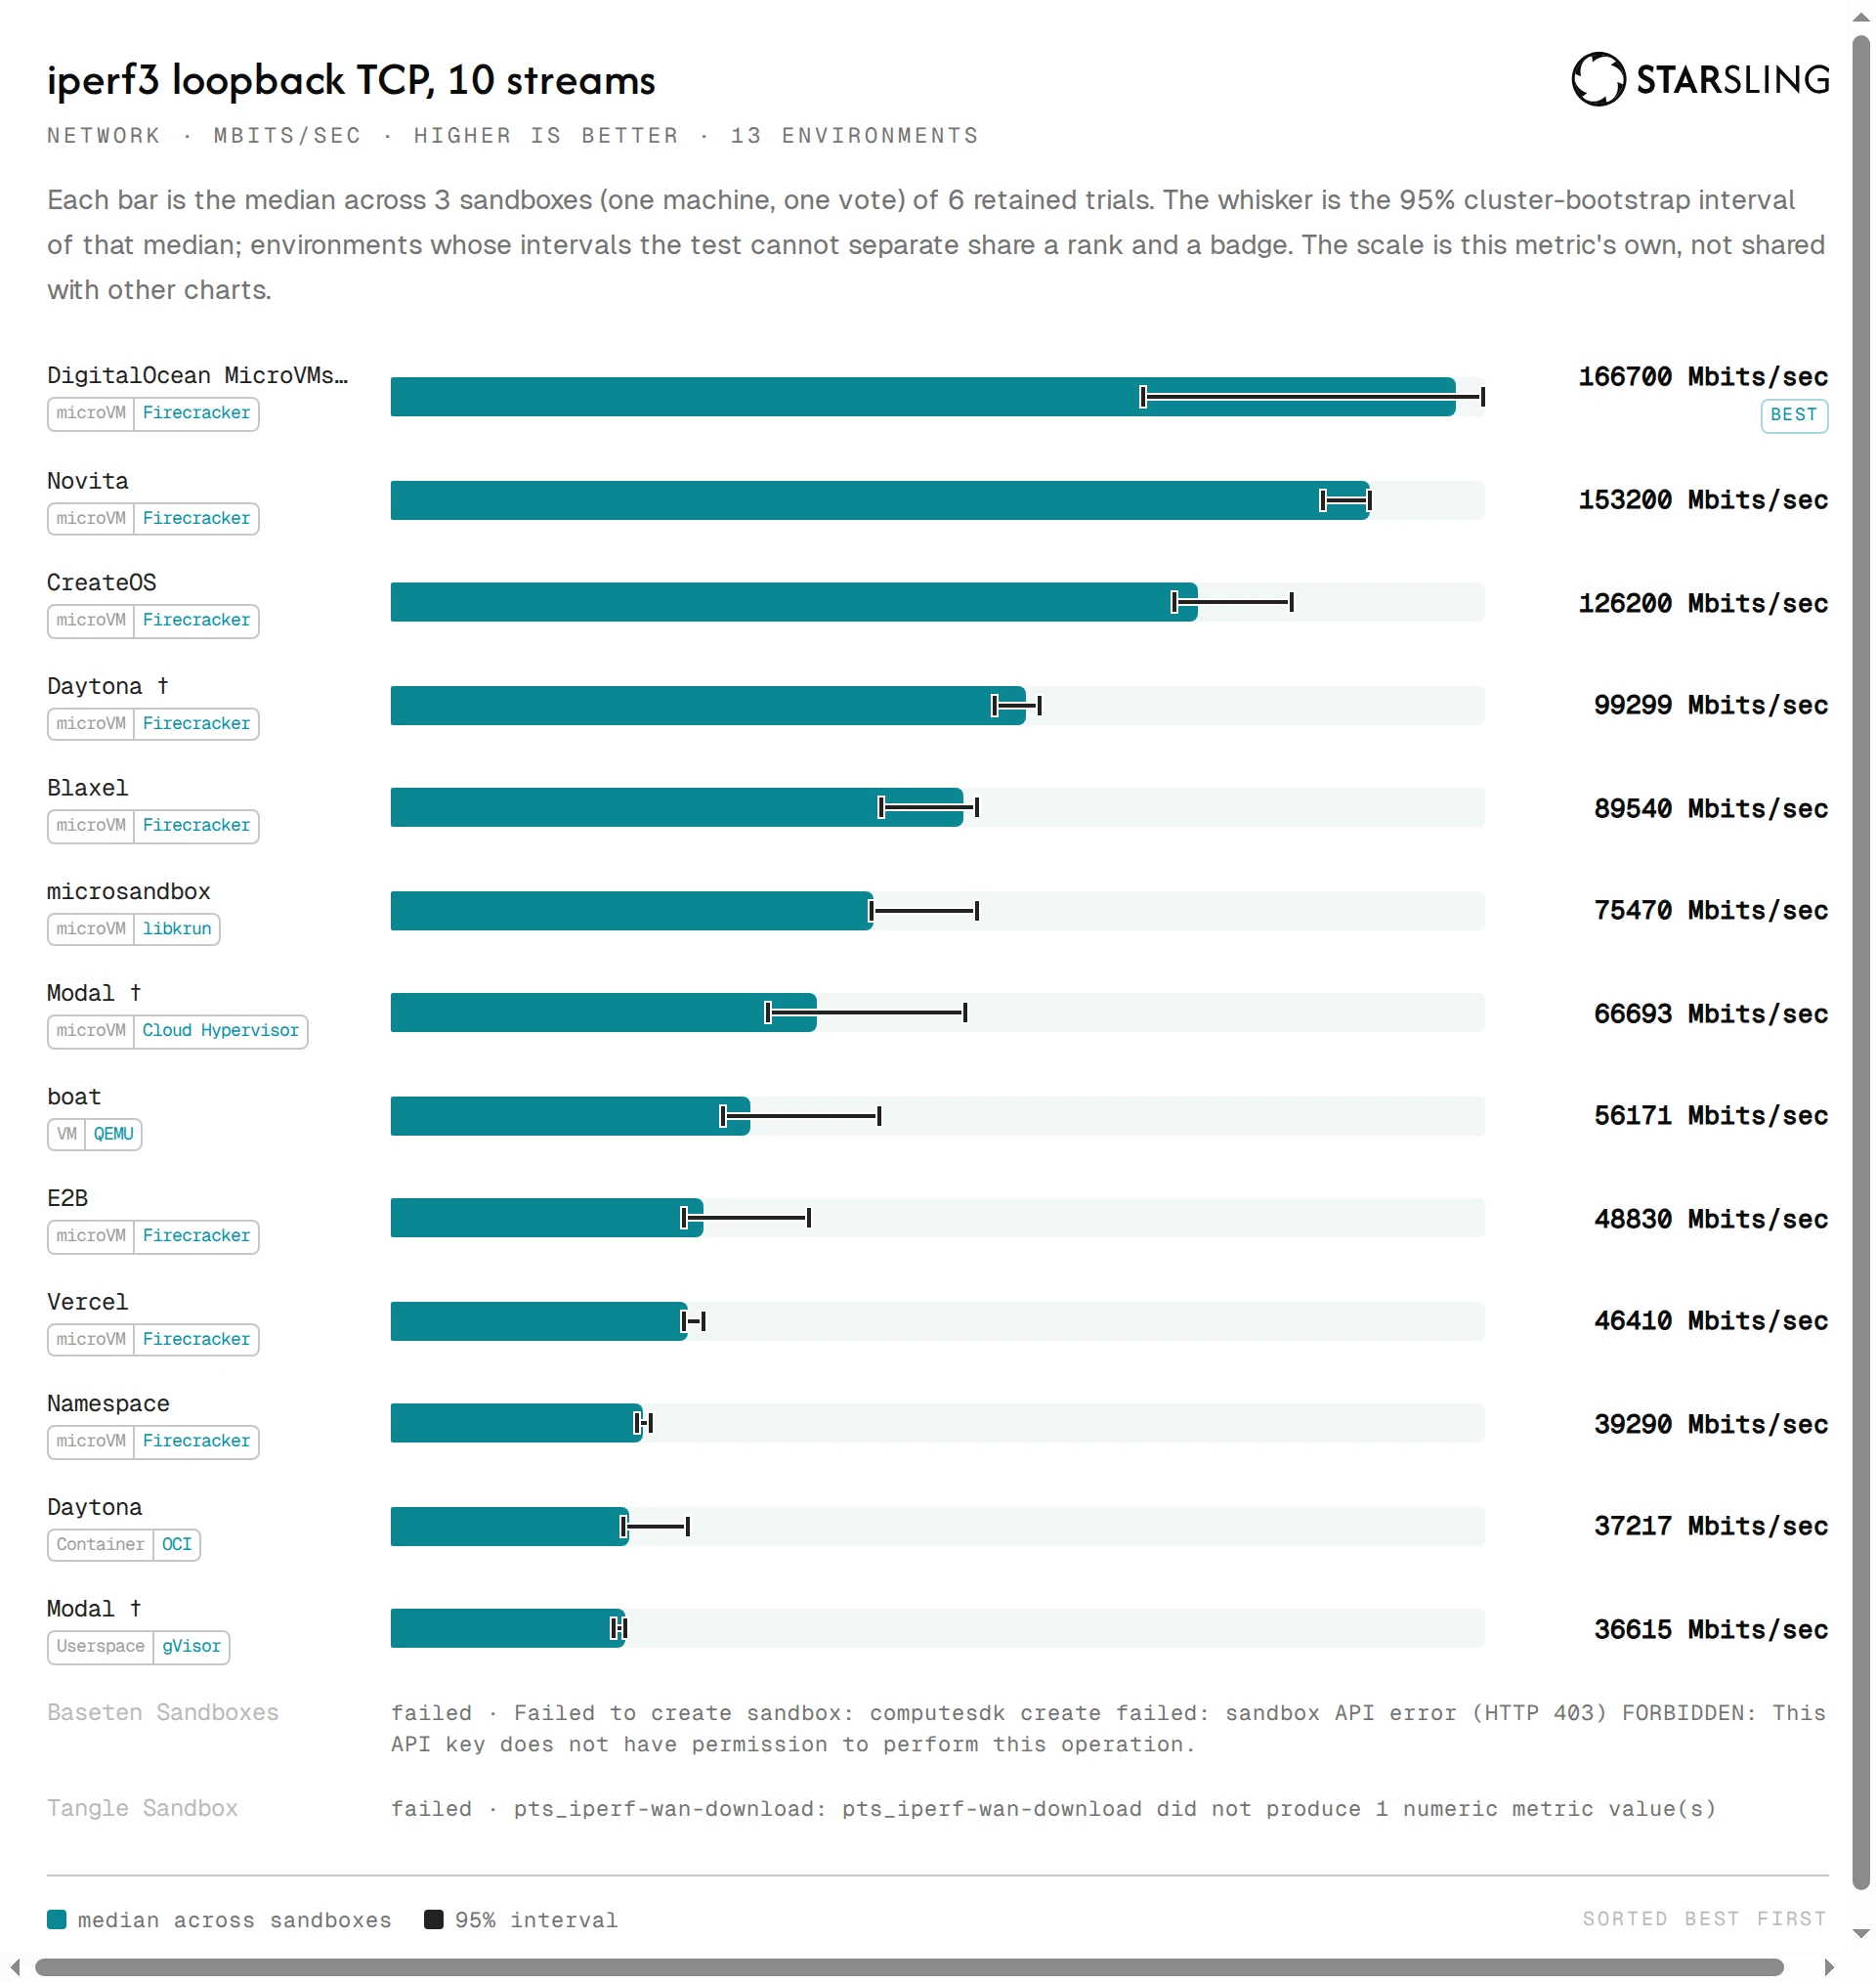 iperf3 loopback TCP, 10 streams
STARSLING
NETWORK · MBITS/SEC · HIGHER IS BETTER · 13 ENVIRONMENTS
Each bar is the median across 3 sandboxes (one machine, one vote) of 6 retained trials. The whisker is the 95% cluster-bootstrap interval
of that median; environments whose intervals the test cannot separate share a rank and a badge. The scale is this metric's own, not shared
with other charts.
DigitalOcean MicroVMs…
microVM Firecracker
166700 Mbits/sec
BEST
Novita
microVM Firecracker
153200 Mbits/sec
CreateOS
microVM Firecracker
126200 Mbits/sec
Daytona †
microVM Firecracker
99299 Mbits/sec
Blaxel
microVM Firecracker
89540 Mbits/sec
microsandbox
microVM libkrun
75470 Mbits/sec
Modal †
microVM Cloud Hypervisor
66693 Mbits/sec
boat
VM QEMU
56171 Mbits/sec
E2B
microVM Firecracker
48830 Mbits/sec
Vercel
microVM Firecracker
46410 Mbits/sec
Namespace
microVM Firecracker
39290 Mbits/sec
Daytona
Container OCI
37217 Mbits/sec
Modal †
Userspace gVisor
36615 Mbits/sec
Baseten Sandboxes
failed · Failed to create sandbox: computesdk create failed: sandbox API error (HTTP 403) FORBIDDEN: This
API key does not have permission to perform this operation.
Tangle Sandbox
failed · pts_iperf-wan-download: pts_iperf-wan-download did not produce 1 numeric metric value(s)
median across sandboxes
95% interval
SORTED BEST FIRST